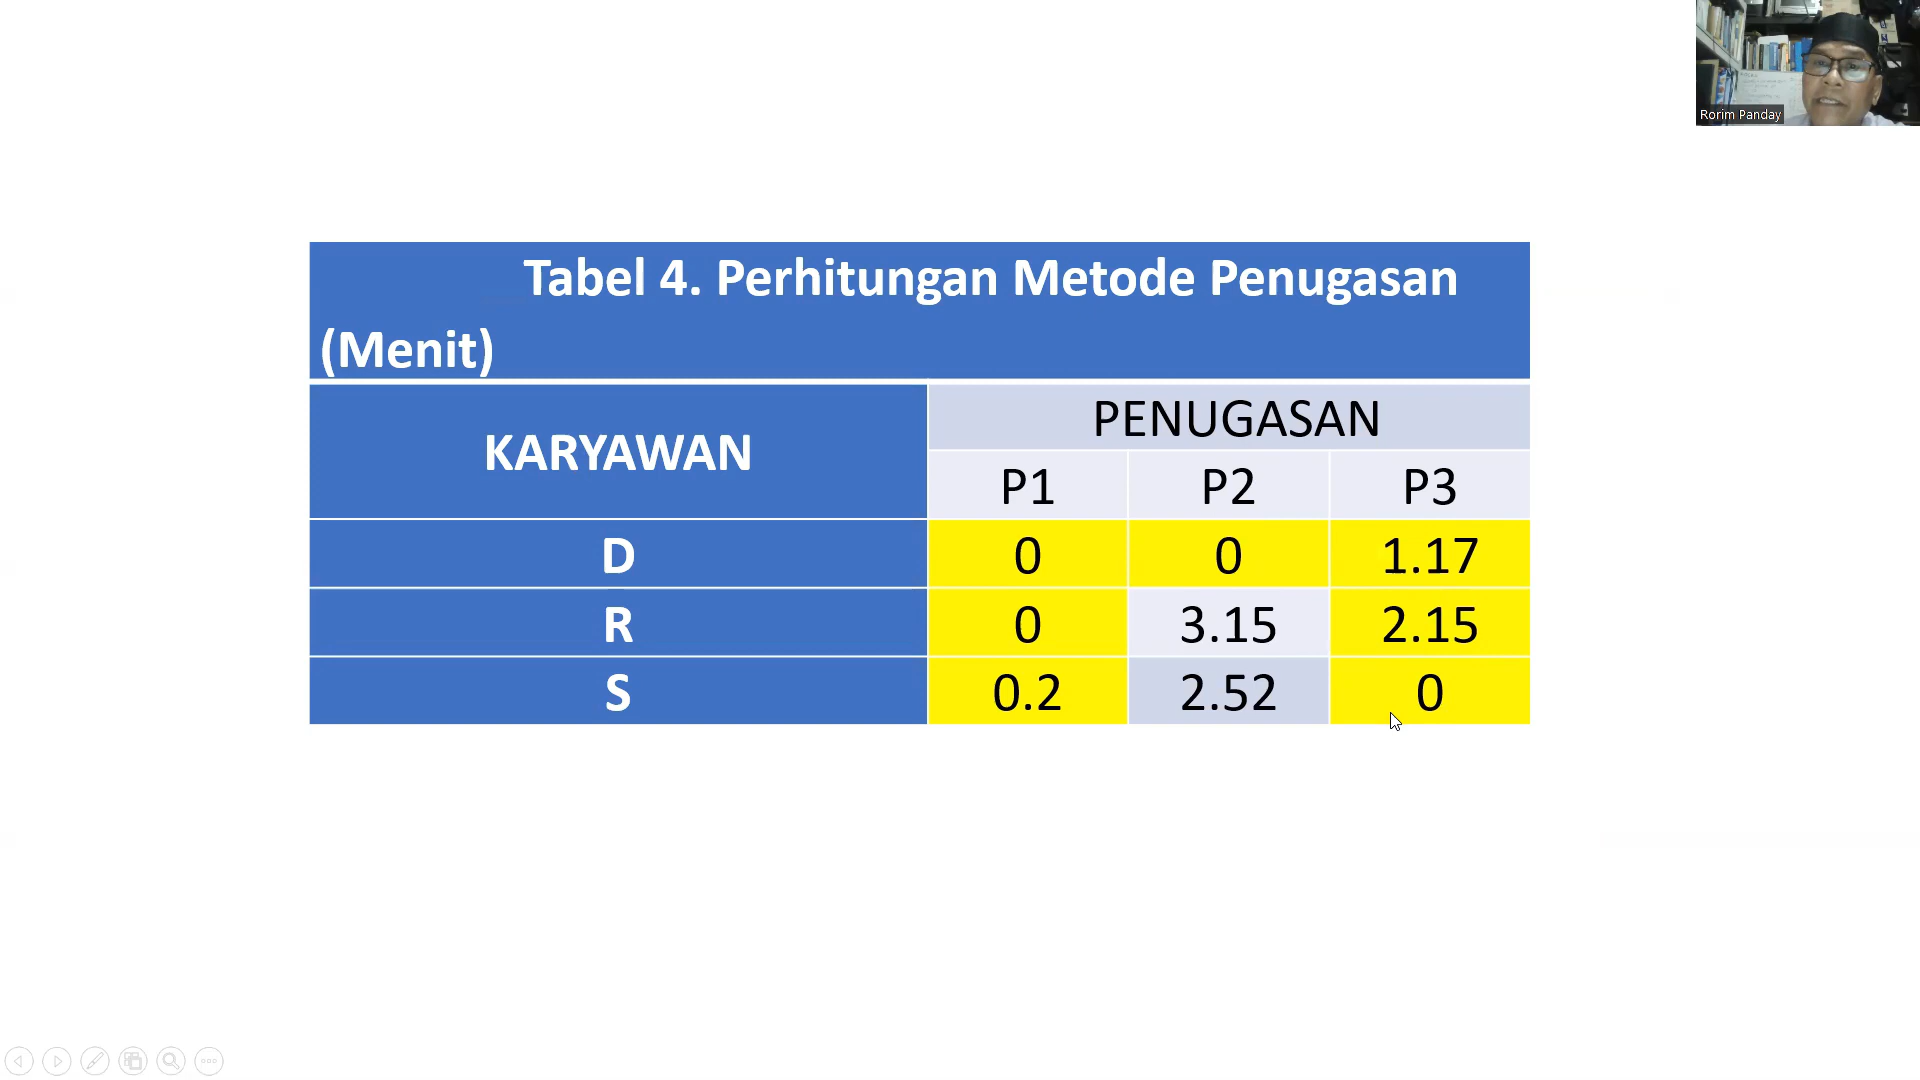 Rorim Panday
Tabel 4. Perhitungan Metode Penugasan
(Menit)
KARYAWAN
PENUGASAN
P1 P2 P3
D 0 0 1.17
R 0 3.15 2.15
S 0.2 2.52 0